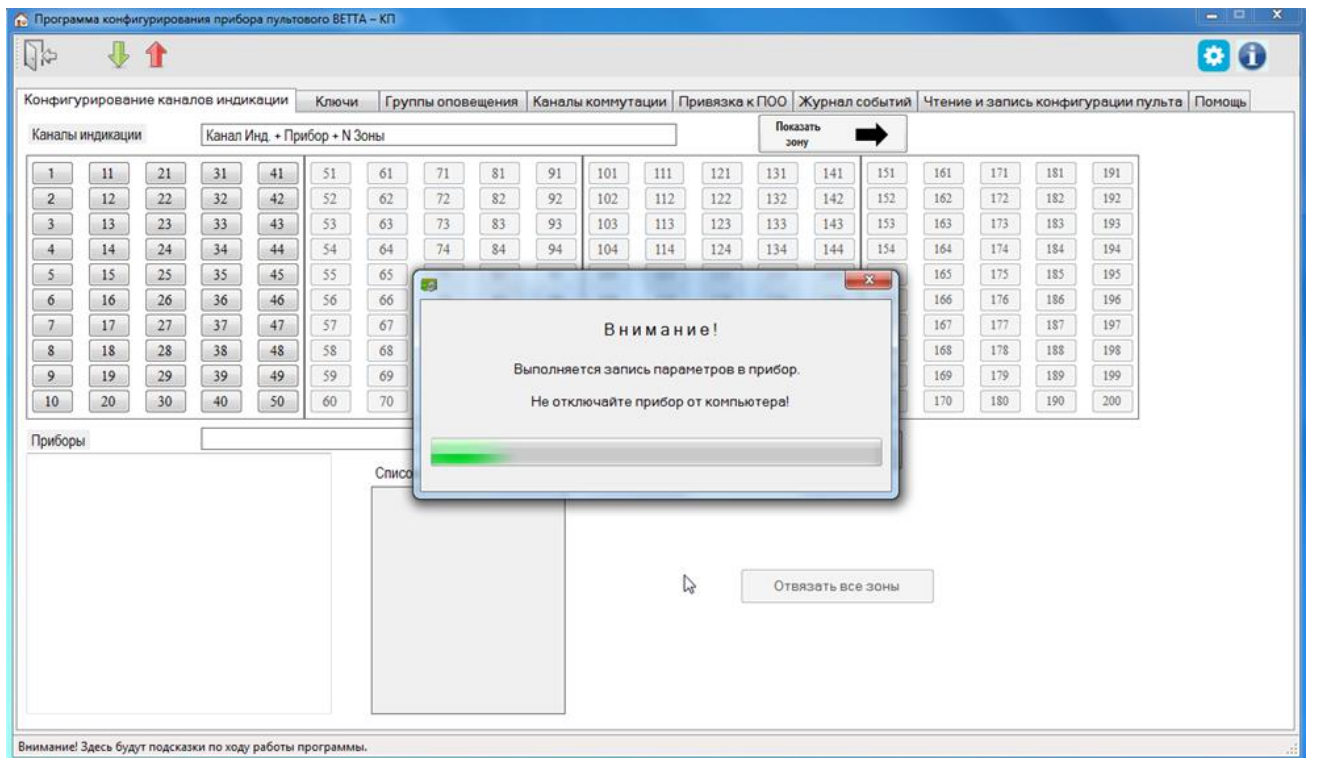 Программа конфигурирования прибора пультового ВЕТТА – КП
Конфигурирование каналов индикации Ключи Группы оповещения Каналы коммутации Привязка к ПОО Журнал событий Чтение и запись конфигурации пульта Помощь
Каналы индикации Канал Инд. + Прибор + N Зоны Показать зону
1 11 21 31 41 51 61 71 81 91 101 111 121 131 141 151 161 171 181 191
2 12 22 32 42 52 62 72 82 92 102 112 122 132 142 152 162 172 182 192
3 13 23 33 43 53 63 73 83 93 103 113 123 133 143 153 163 173 183 193
4 14 24 34 44 54 64 74 84 94 104 114 124 134 144 154 164 174 184 194
5 15 25 35 45 55 65 165 175 185 195
6 16 26 36 46 56 66 166 176 186 196
7 17 27 37 47 57 67 167 177 187 197
8 18 28 38 48 58 68 168 178 188 198
9 19 29 39 49 59 69 169 179 189 199
10 20 30 40 50 60 70 170 180 190 200
Внимание!
Выполняется запись параметров в прибор.
Не отключайте прибор от компьютера!
Приборы
Списо
Отвязать все зоны
Внимание! Здесь будут подсказки по ходу работы программы.